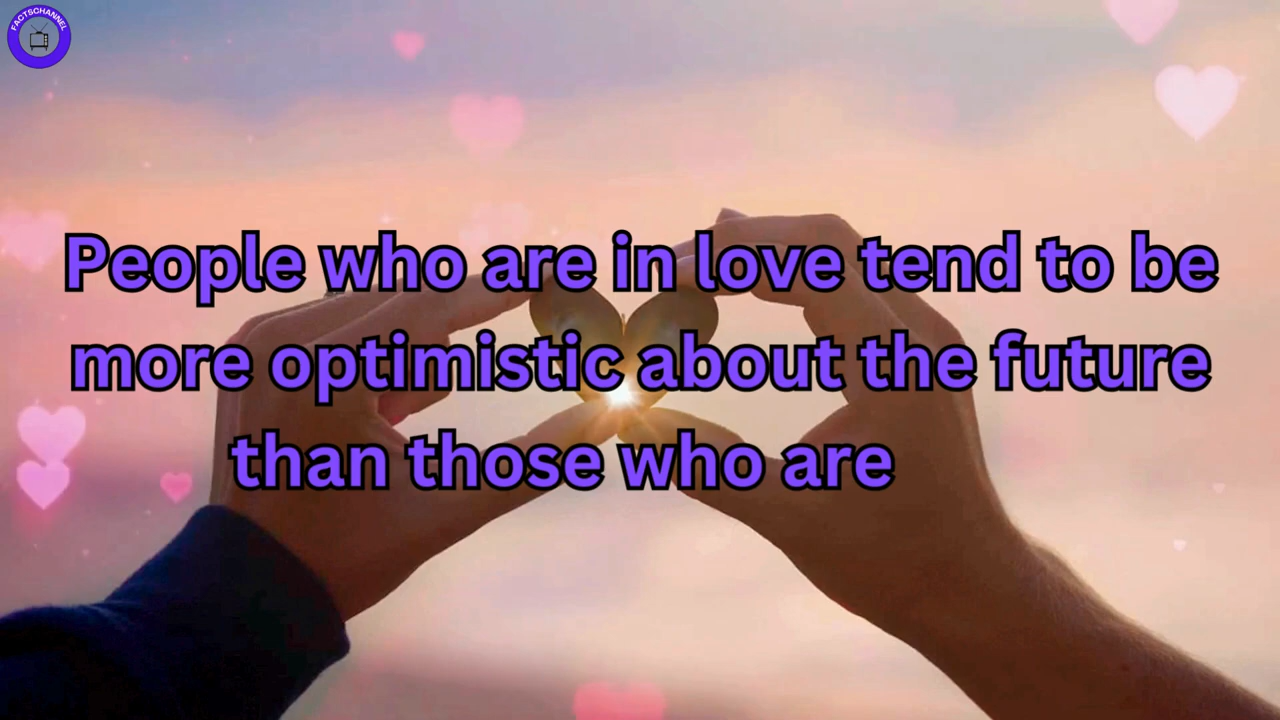 FACTSCHANNEL
People who are in love tend to be
more optimistic about the future
than those who are